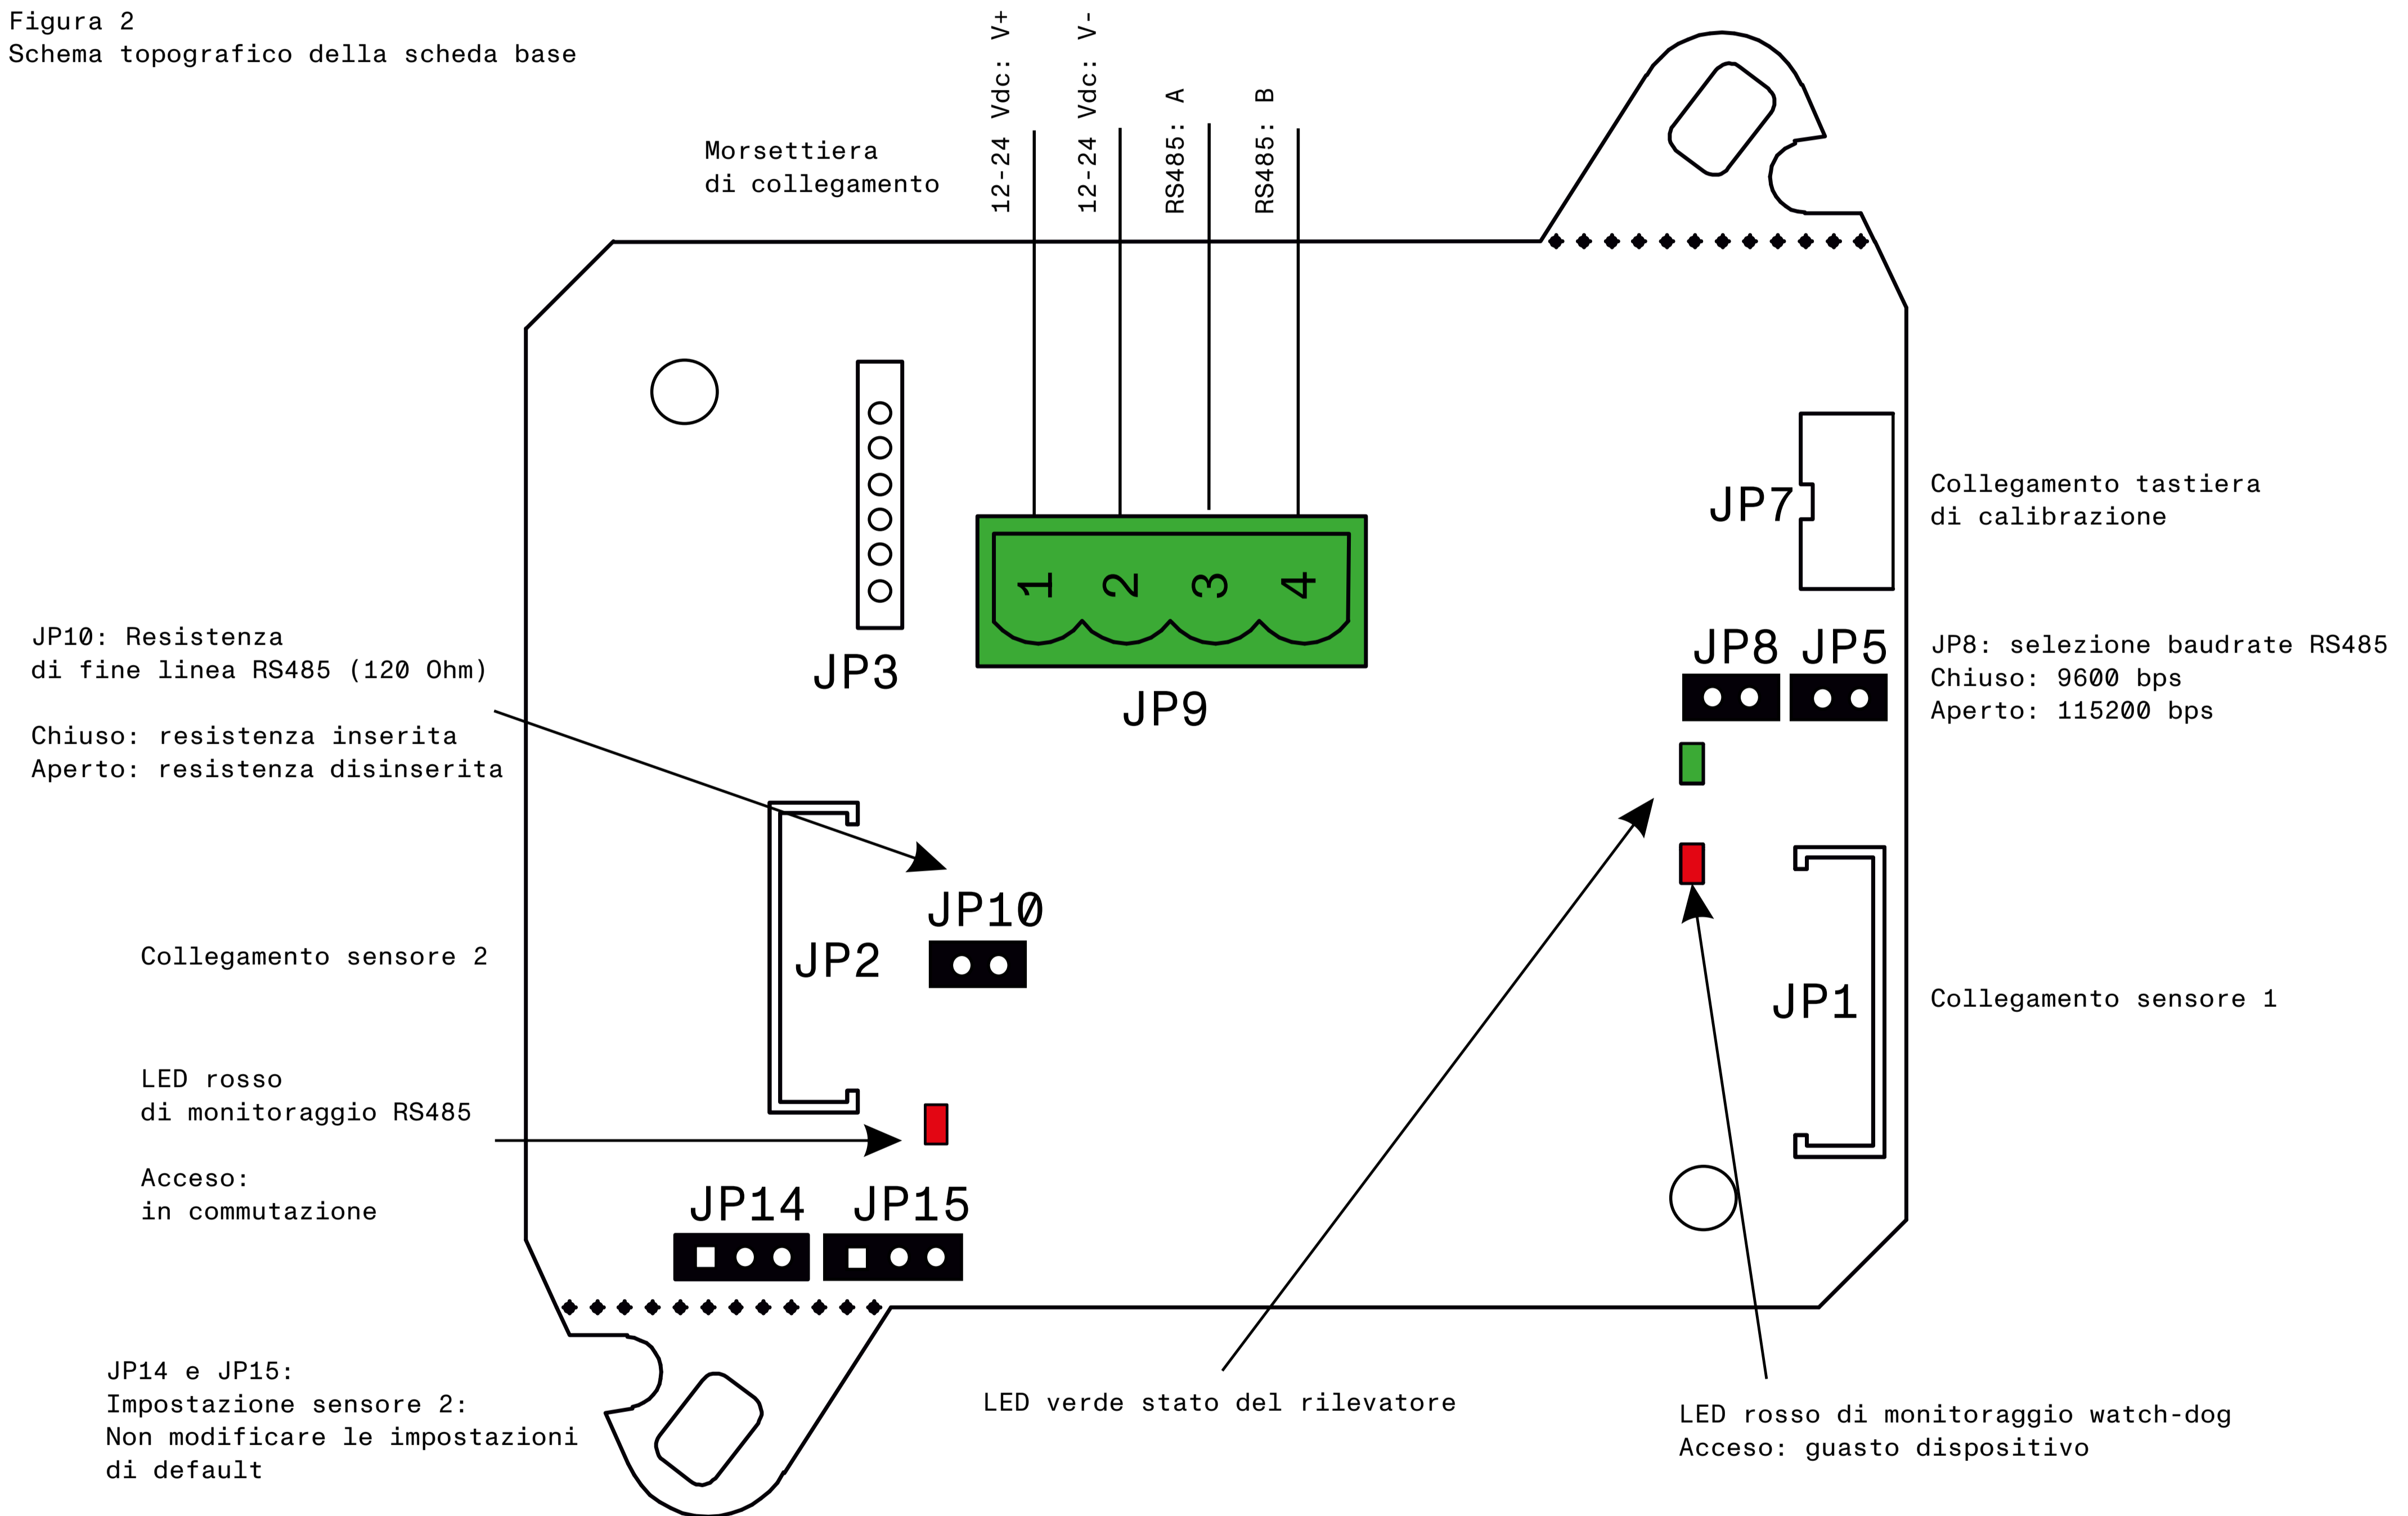 Figura 2
Schema topografico della scheda base
Morsettiera
di collegamento
12-24 Vdc: V+
12-24 Vdc: V-
RS485: A
RS485: B
1
2
3
4
JP3
JP9
JP7
Collegamento tastiera
di calibrazione
JP10: Resistenza
di fine linea RS485 (120 Ohm)
Chiuso: resistenza inserita
Aperto: resistenza disinserita
JP8
JP5
JP8: selezione baudrate RS485
Chiuso: 9600 bps
Aperto: 115200 bps
JP10
JP2
Collegamento sensore 2
JP1
Collegamento sensore 1
LED rosso
di monitoraggio RS485
Acceso:
in commutazione
JP14
JP15
JP14 e JP15:
Impostazione sensore 2:
Non modificare le impostazioni
di default
LED verde stato del rilevatore
LED rosso di monitoraggio watch-dog
Acceso: guasto dispositivo